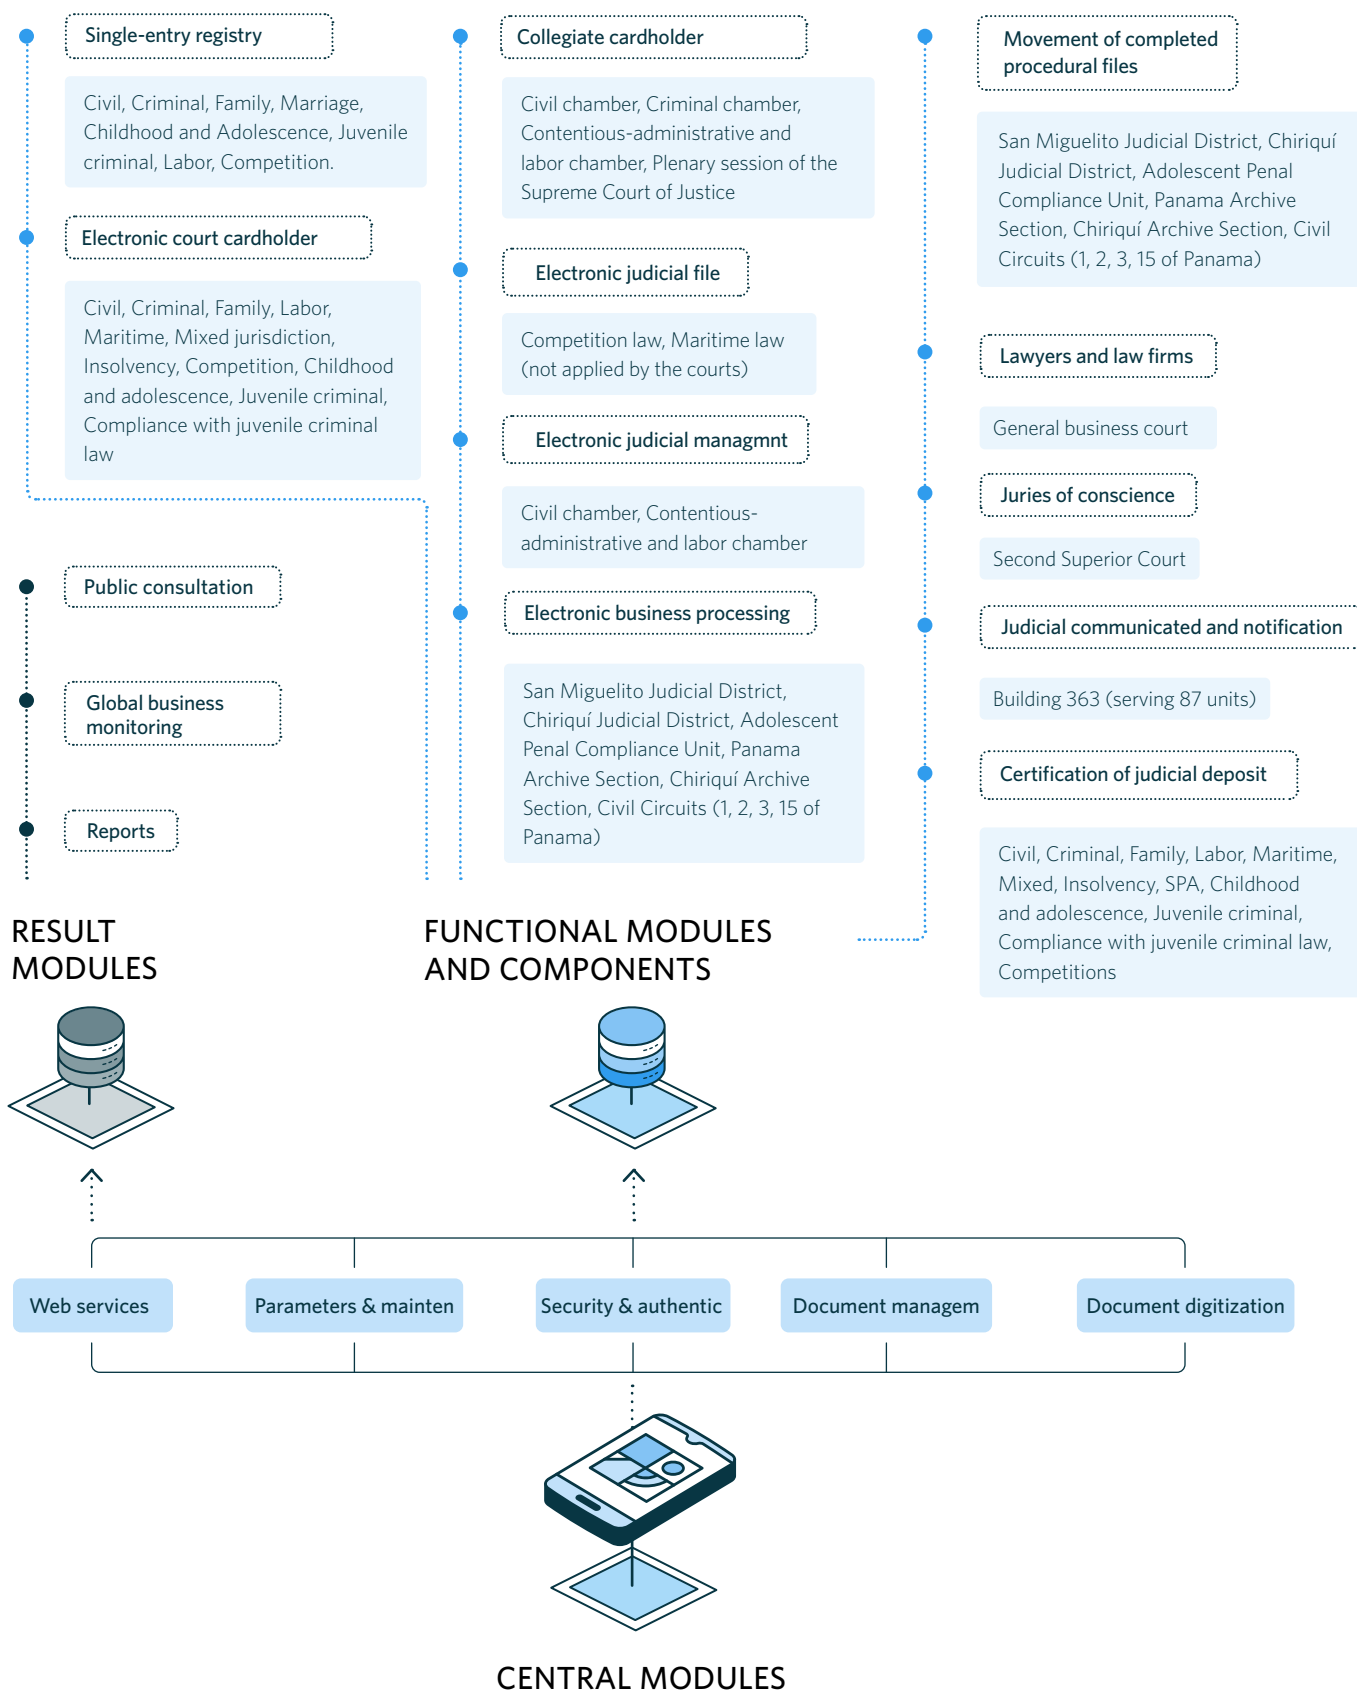 Single-entry registry
Civil, Criminal, Family, Marriage,
Childhood and Adolescence, Juvenile
criminal, Labor, Competition.
Electronic court cardholder
Civil, Criminal, Family, Labor,
Maritime, Mixed jurisdiction,
Insolvency, Competition, Childhood
and adolescence, Juvenile criminal,
Compliance with juvenile criminal
law
Public consultation
Global business
monitoring
Reports
RESULT
MODULES
Collegiate cardholder
Civil chamber, Criminal chamber,
Contentious-administrative and
labor chamber, Plenary session of the
Supreme Court of Justice
Electronic judicial file
Competition law, Maritime law
(not applied by the courts)
Electronic judicial managmnt
Civil chamber, Contentious-
administrative and labor chamber
Electronic business processing
San Miguelito Judicial District,
Chiriquí Judicial District, Adolescent
Penal Compliance Unit, Panama
Archive Section, Chiriquí Archive
Section, Civil Circuits (1, 2, 3, 15 of
Panama)
FUNCTIONAL MODULES
AND COMPONENTS
Movement of completed
procedural files
San Miguelito Judicial District, Chiriquí
Judicial District, Adolescent Penal
Compliance Unit, Panama Archive
Section, Chiriquí Archive Section, Civil
Circuits (1, 2, 3, 15 of Panama)
Lawyers and law firms
General business court
Juries of conscience
Second Superior Court
Judicial communicated and notification
Building 363 (serving 87 units)
Certification of judicial deposit
Civil, Criminal, Family, Labor, Maritime,
Mixed, Insolvency, SPA, Childhood
and adolescence, Juvenile criminal,
Compliance with juvenile criminal law,
Competitions
Web services
Parameters & mainten
Security & authentic
Document managem
Document digitization
CENTRAL MODULES